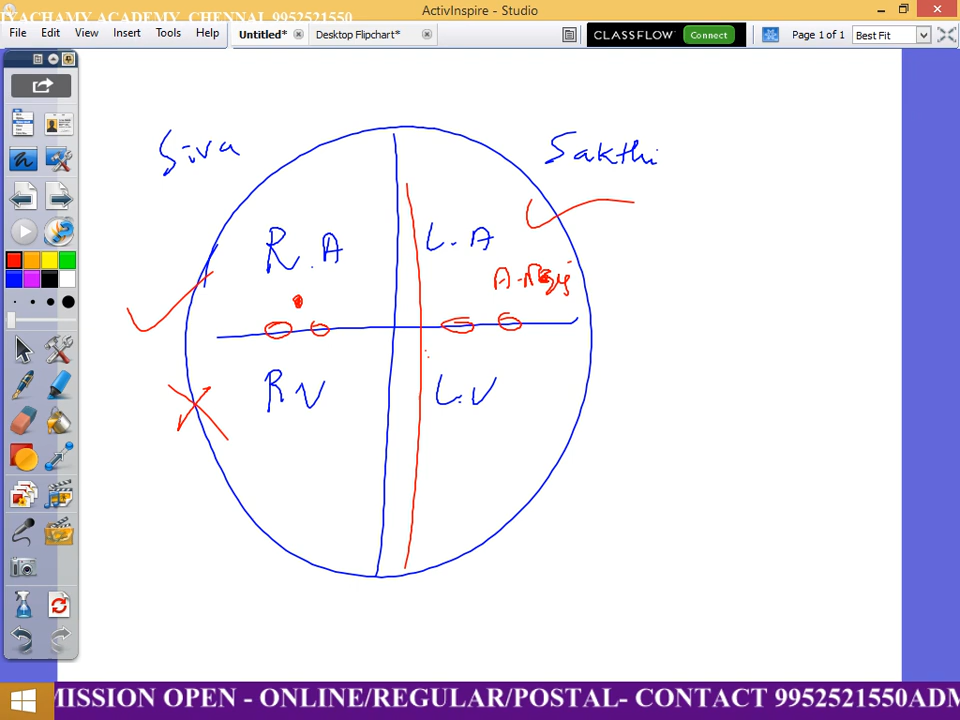 IYACHAMY ACADEMY, CHENNAI 9952521550
ActivInspire - Studio
File Edit View Insert Tools Help
Untitled* Desktop Flipchart*
CLASSFLOW Connect
Page 1 of 1 Best Fit
Siva Sakthi
R.A L.A
RV L.V
MISSION OPEN - ONLINE/REGULAR/POSTAL- CONTACT 9952521550ADM